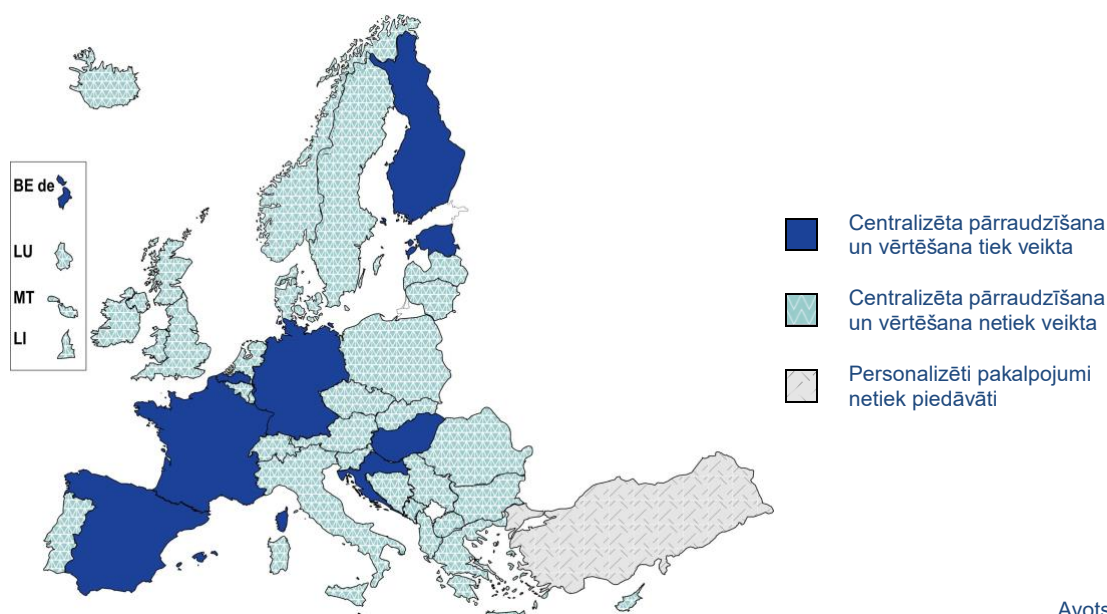 BE de
LU
MT
LI
Centralizēta pārraudzīšana
un vērtēšana tiek veikta
Centralizēta pārraudzīšana
un vērtēšana netiek veikta
Personalizēti pakalpojumi
netiek piedāvāti
Avots